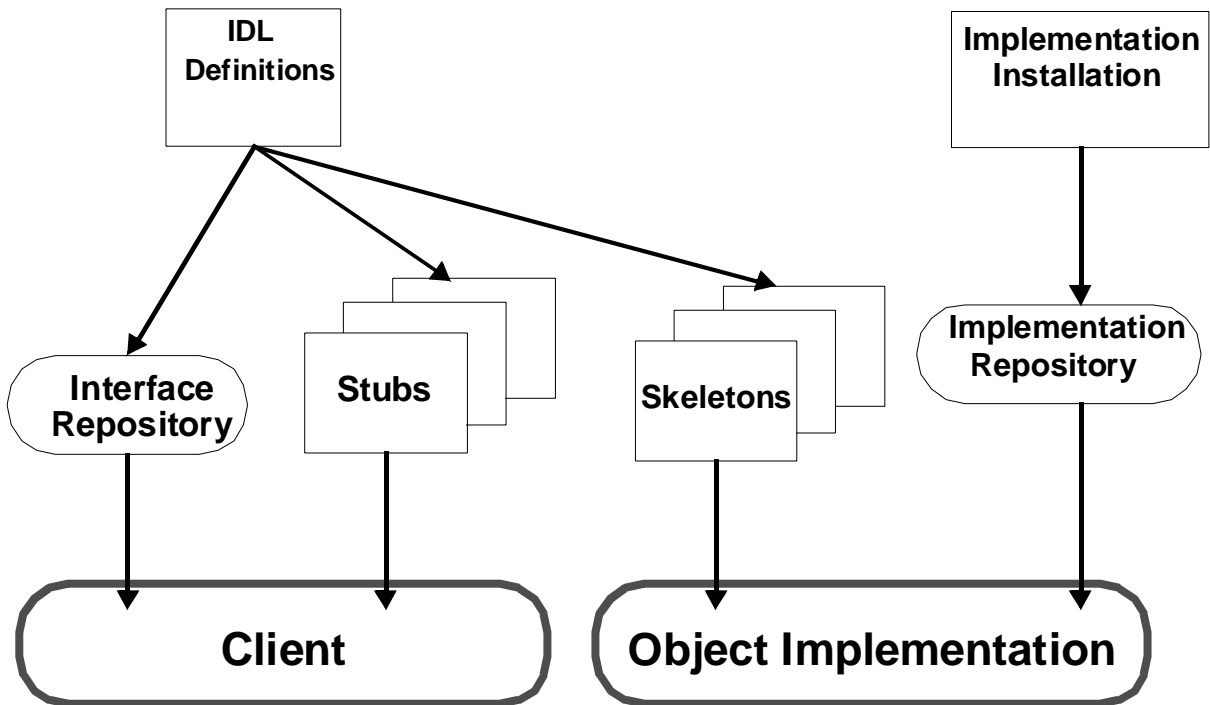 IDL
Definitions
Implementation
Installation
Interface
Repository
Stubs
Skeletons
Implementation
Repository
Client
Object Implementation